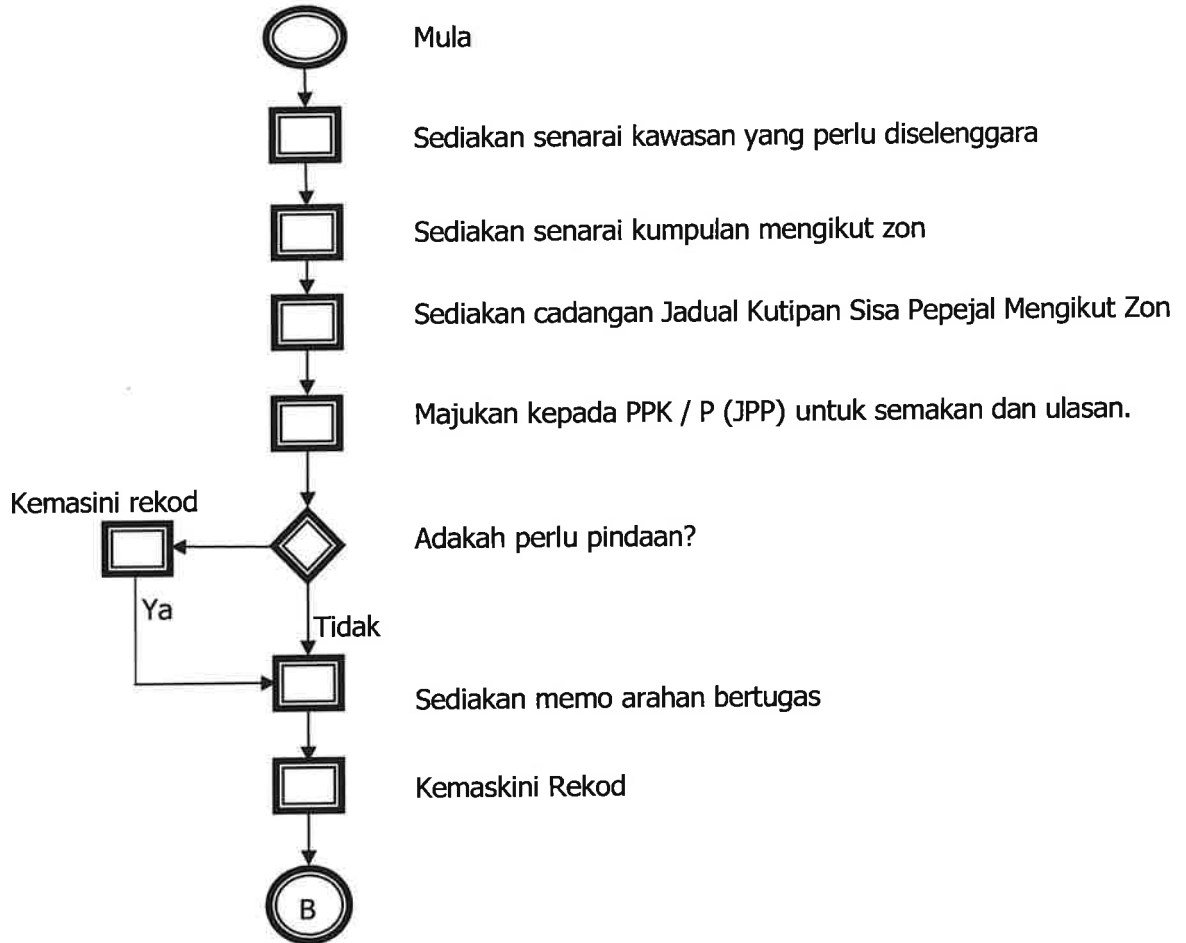 Mula
Sediakan senarai kawasan yang perlu diselenggara
Sediakan senarai kumpulan mengikut zon
Sediakan cadangan Jadual Kutipan Sisa Pepejal Mengikut Zon
Majukan kepada PPK / P (JPP) untuk semakan dan ulasan.
Kemasini rekod
Adakah perlu pindaan?
Ya
Tidak
Sediakan memo arahan bertugas
Kemaskini Rekod
B